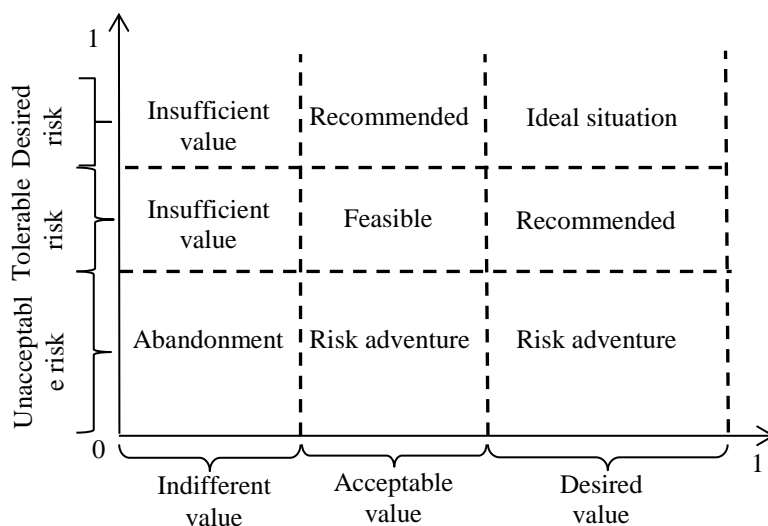 1
Desired
risk
Insufficient
value
Recommended
Ideal situation
Tolerable
risk
Insufficient
value
Feasible
Recommended
Unacceptabl
e risk
Abandonment
Risk adventure
Risk adventure
0
1
Indifferent
value
Acceptable
value
Desired
value